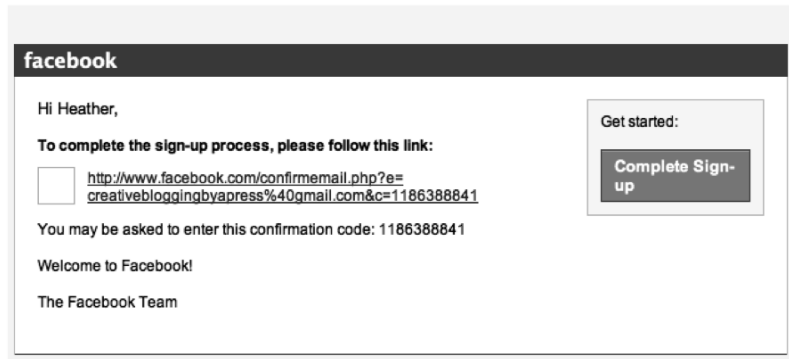 facebook
Hi Heather,
To complete the sign-up process, please follow this link:
http://www.facebook.com/confirmemail.php?e=
creativebloggingbyapress%40gmail.com&c=1186388841
You may be asked to enter this confirmation code: 1186388841
Welcome to Facebook!
The Facebook Team
Get started:
Complete Sign-
up